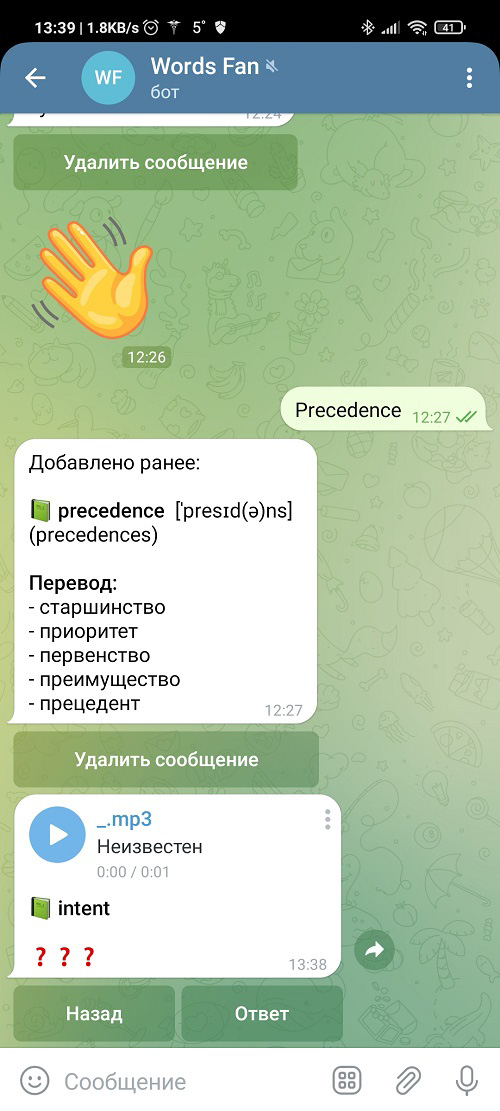 13:39 | 1.8KB/s 5° 41
WF Words Fan
бот
12:24
Удалить сообщение
12:26
Precedence 12:27
Добавлено ранее:
precedence ['presɪd(ə)ns]
(precedences)
Перевод:
- старшинство
- приоритет
- первенство
- преимущество
- прецедент
12:27
Удалить сообщение
_.mp3
Неизвестен
0:00 / 0:01
intent
❓❓❓
13:38
Назад Ответ
Сообщение